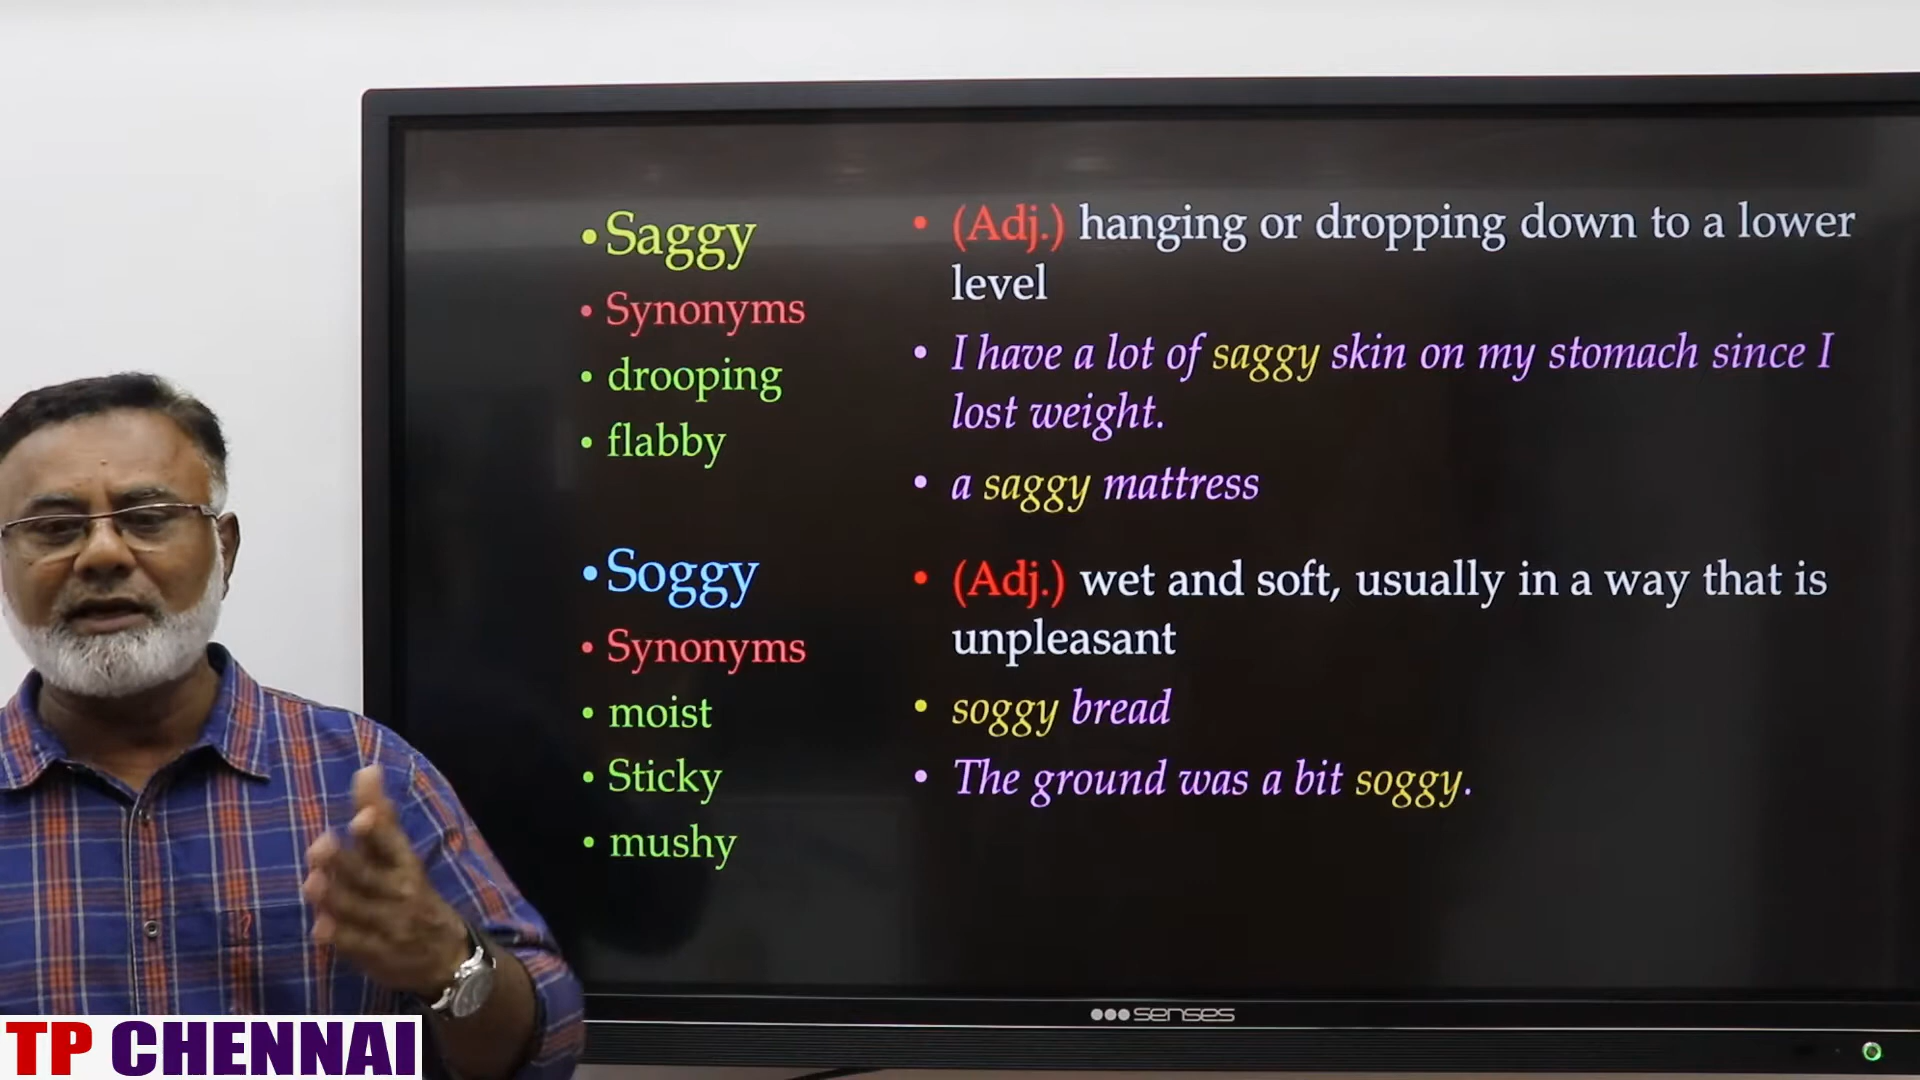 •Saggy
• Synonyms
• drooping
• flabby
•Soggy
• Synonyms
• moist
• Sticky
• mushy
• (Adj.) hanging or dropping down to a lower
level
• I have a lot of saggy skin on my stomach since I
lost weight.
• a saggy mattress
• (Adj.) wet and soft, usually in a way that is
unpleasant
• soggy bread
• The ground was a bit soggy.
senses
TP CHENNAI